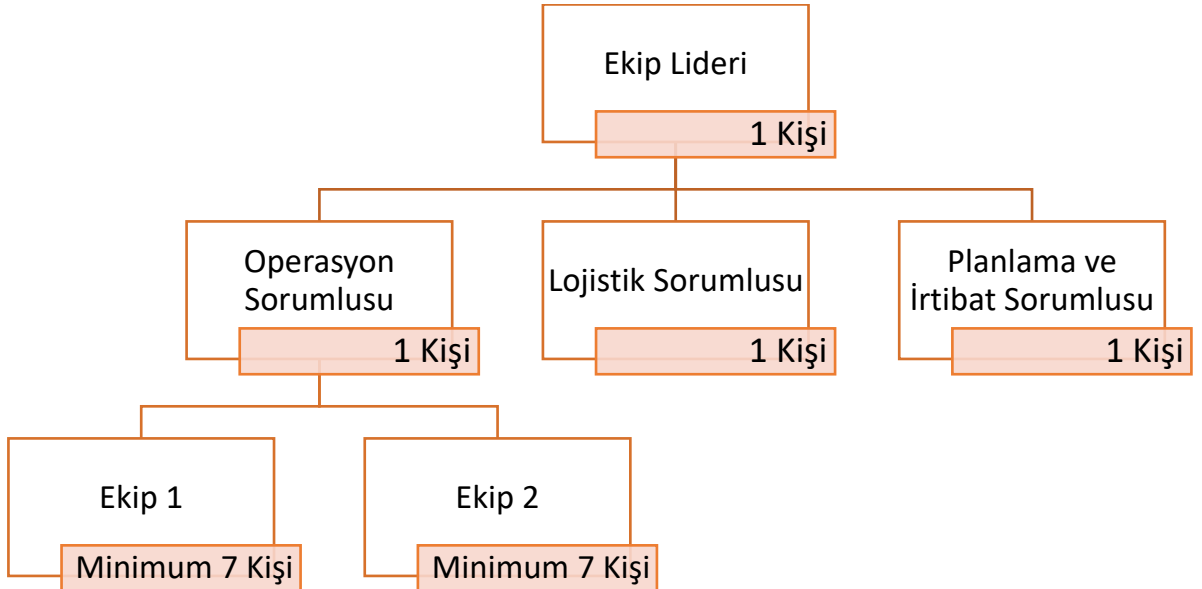 Ekip Lideri
1 Kişi
Operasyon
Sorumlusu
1 Kişi
Lojistik Sorumlusu
1 Kişi
Planlama ve
İrtibat Sorumlusu
1 Kişi
Ekip 1
Minimum 7 Kişi
Ekip 2
Minimum 7 Kişi